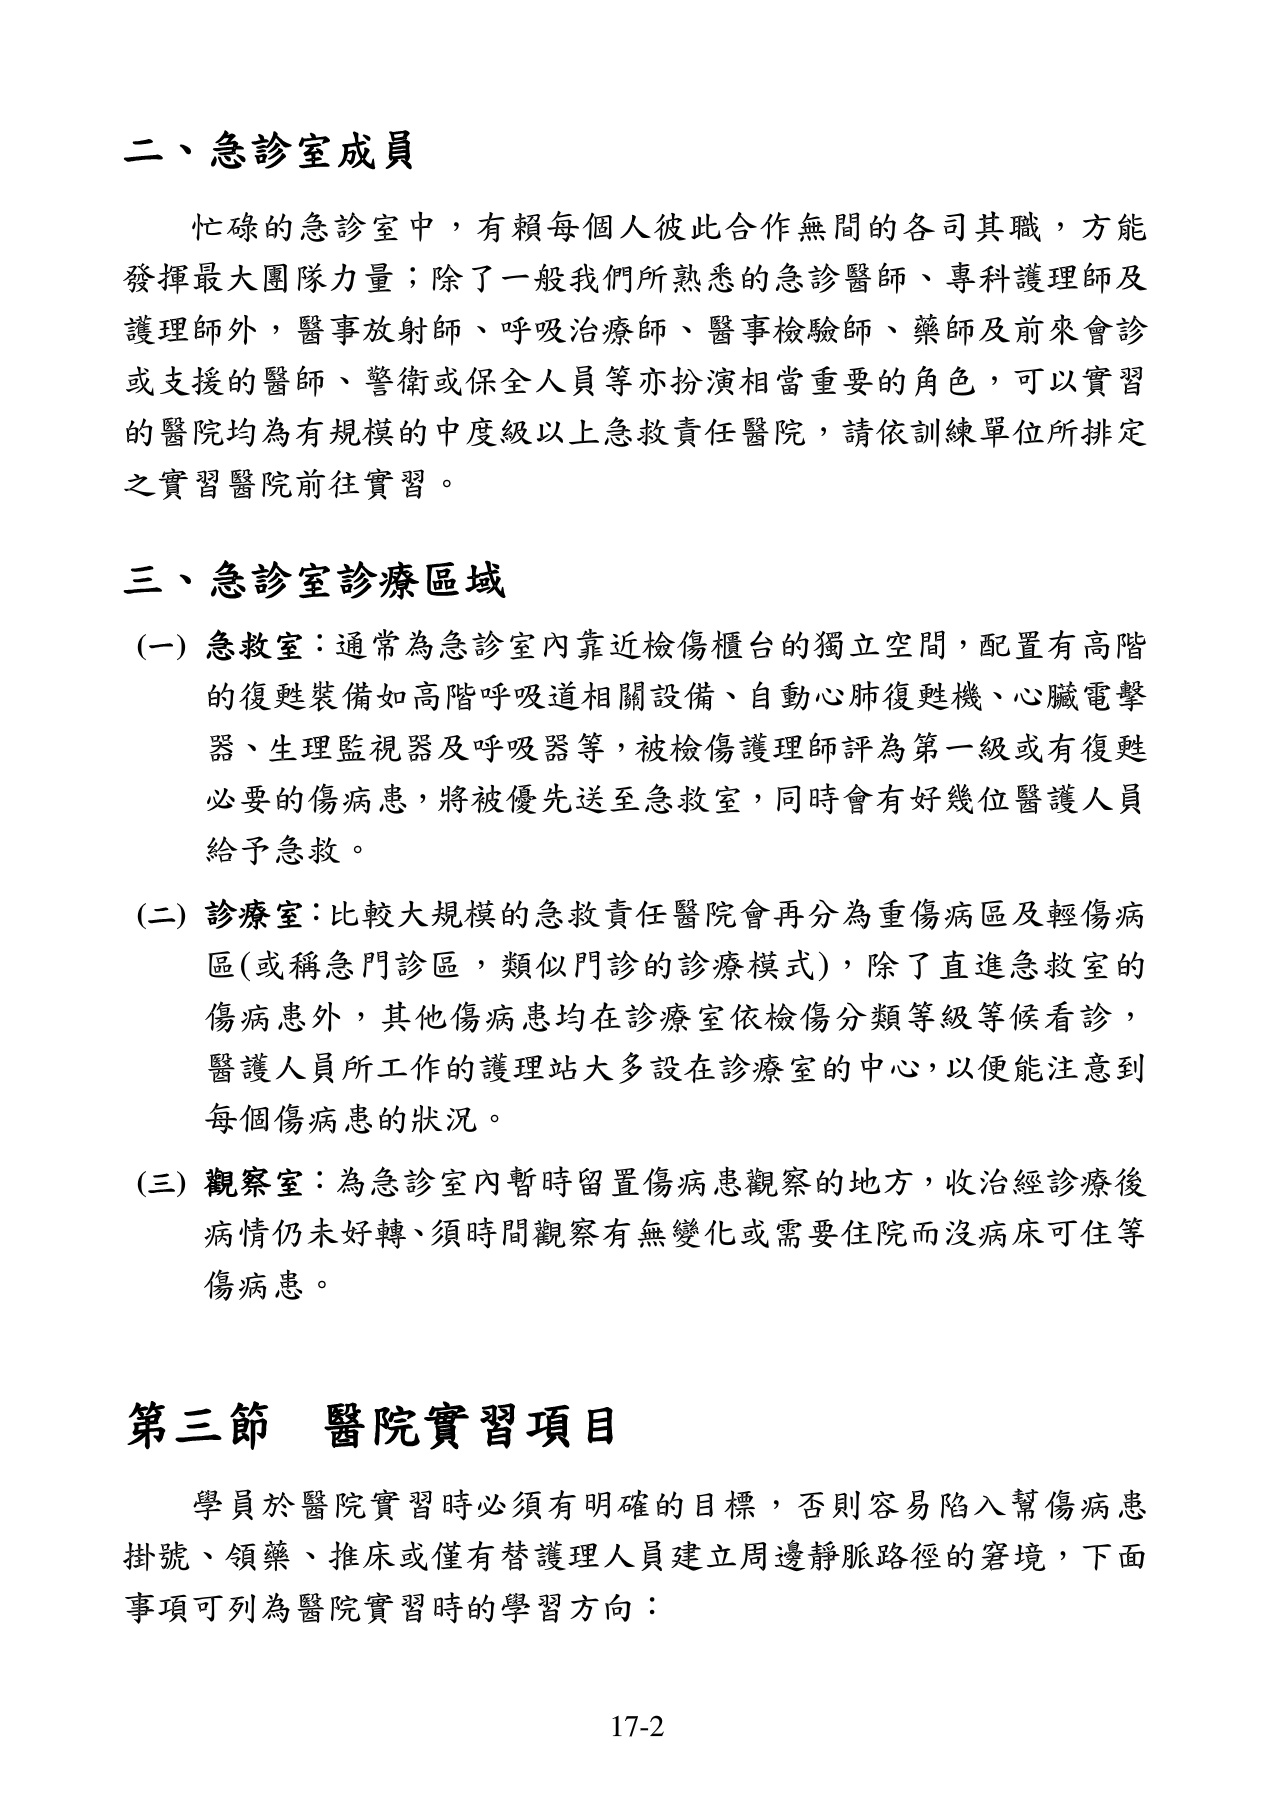 二、急診室成員
忙碌的急診室中，有賴每個人彼此合作無間的各司其職，方能
發揮最大團隊力量；除了一般我們所熟悉的急診醫師、專科護理師及
護理師外，醫事放射師、呼吸治療師、醫事檢驗師、藥師及前來會診
或支援的醫師、警衛或保全人員等亦扮演相當重要的角色，可以實習
的醫院均為有規模的中度級以上急救責任醫院，請依訓練單位所排定
之實習醫院前往實習。
三、急診室診療區域
(一) 急救室：通常為急診室內靠近檢傷櫃台的獨立空間，配置有高階
的復甦裝備如高階呼吸道相關設備、自動心肺復甦機、心臟電擊
器、生理監視器及呼吸器等，被檢傷護理師評為第一級或有復甦
必要的傷病患，將被優先送至急救室，同時會有好幾位醫護人員
給予急救。
(二) 診療室：比較大規模的急救責任醫院會再分為重傷病區及輕傷病
區(或稱急門診區，類似門診的診療模式)，除了直進急救室的
傷病患外，其他傷病患均在診療室依檢傷分類等級等候看診，
醫護人員所工作的護理站大多設在診療室的中心，以便能注意到
每個傷病患的狀況。
(三) 觀察室：為急診室內暫時留置傷病患觀察的地方，收治經診療後
病情仍未好轉、須時間觀察有無變化或需要住院而沒病床可住等
傷病患。
第三節　醫院實習項目
學員於醫院實習時必須有明確的目標，否則容易陷入幫傷病患
掛號、領藥、推床或僅有替護理人員建立周邊靜脈路徑的窘境，下面
事項可列為醫院實習時的學習方向：
17-2